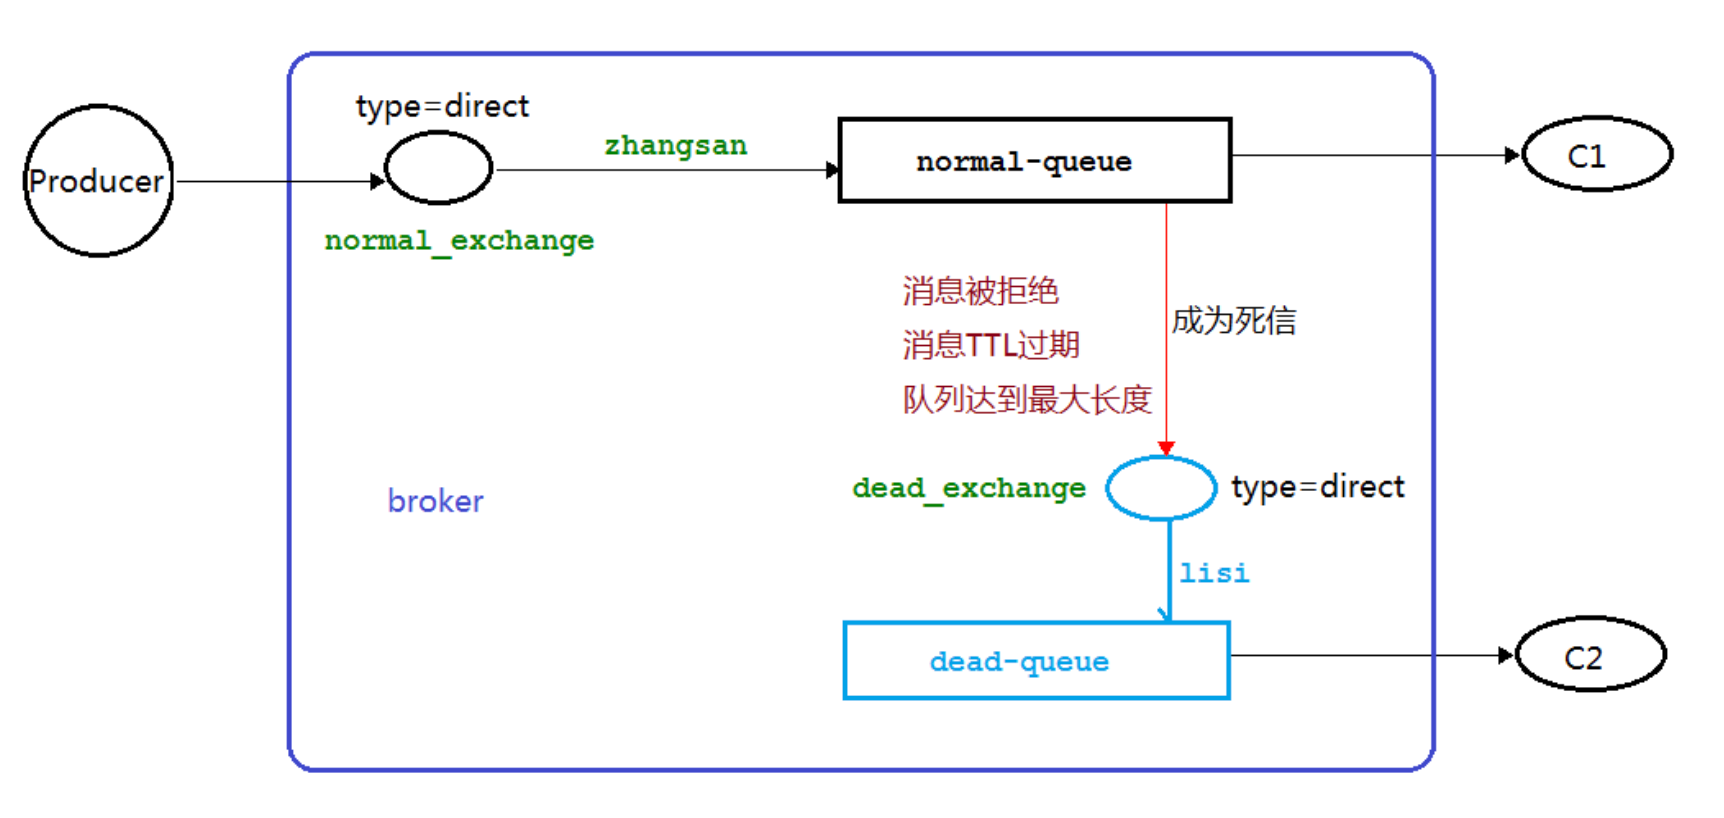 type=direct
zhangsan
normal-queue
C1
Producer
normal_exchange
消息被拒绝
消息TTL过期
队列达到最大长度
成为死信
dead_exchange
type=direct
broker
lisi
dead-queue
C2